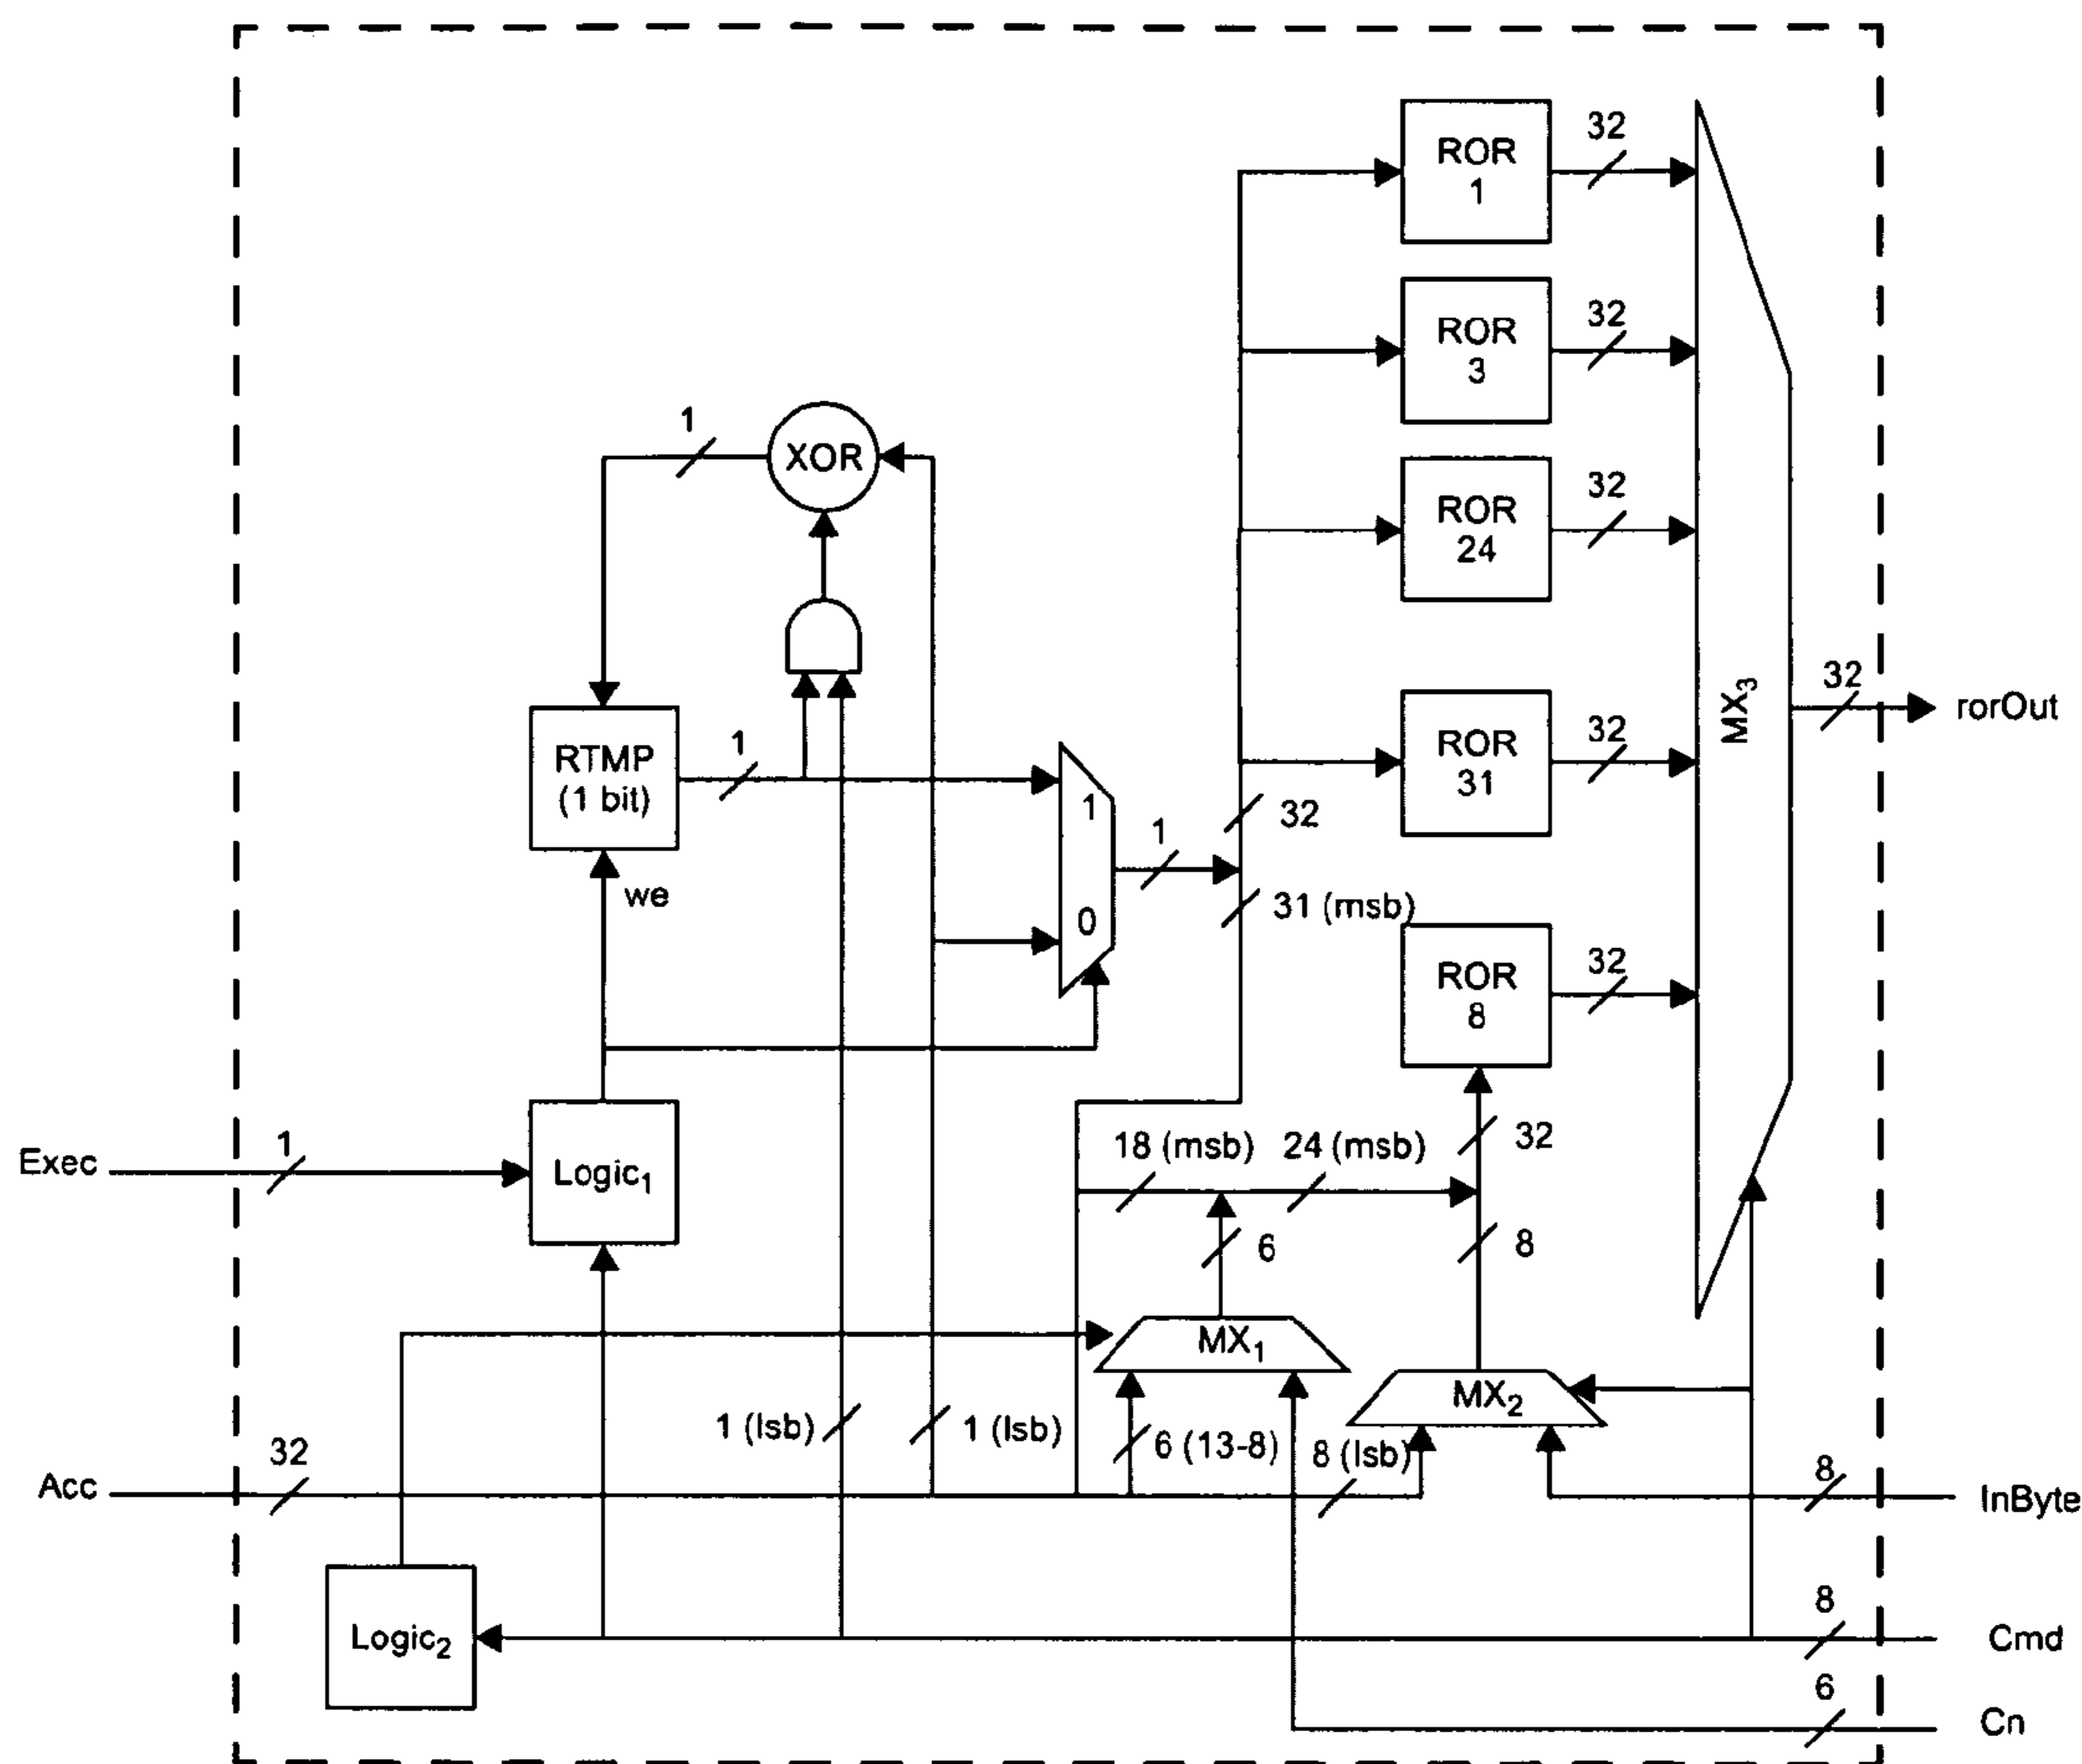 ROR
1
32
ROR
3
32
1
XOR
ROR
24
32
RTMP
(1 bit)
1
we
1
0
1
32
31 (msb)
ROR
31
32
MX3
32
rorOut
ROR
8
32
Exec
1
Logic1
18 (msb)
24 (msb)
32
6
8
MX1
MX2
Acc
32
1 (lsb)
1 (lsb)
6 (13-8)
8 (lsb)
8
InByte
Logic2
8
Cmd
6
Cn